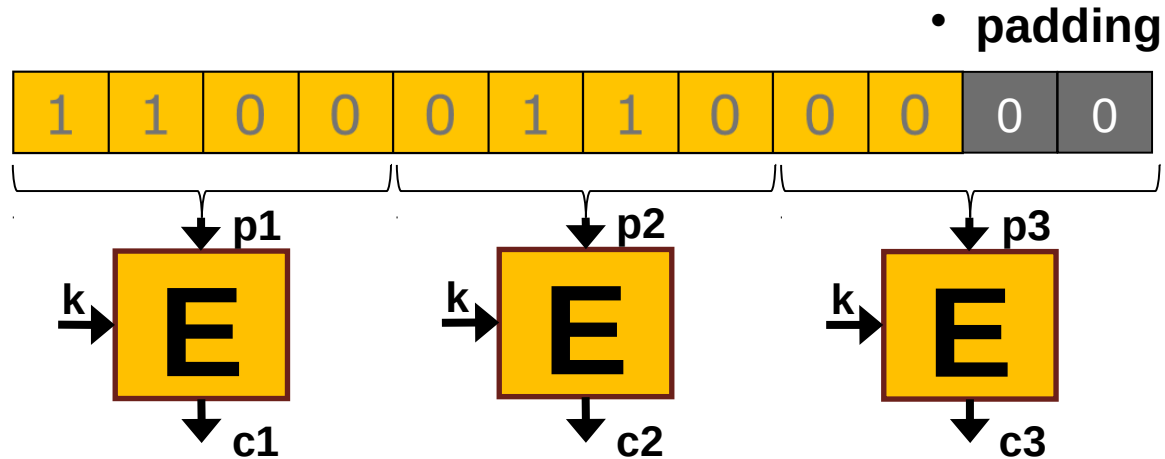 • padding
1 1 0 0 0 1 1 0 0 0 0 0
p1 p2 p3
k k k
E E E
c1 c2 c3